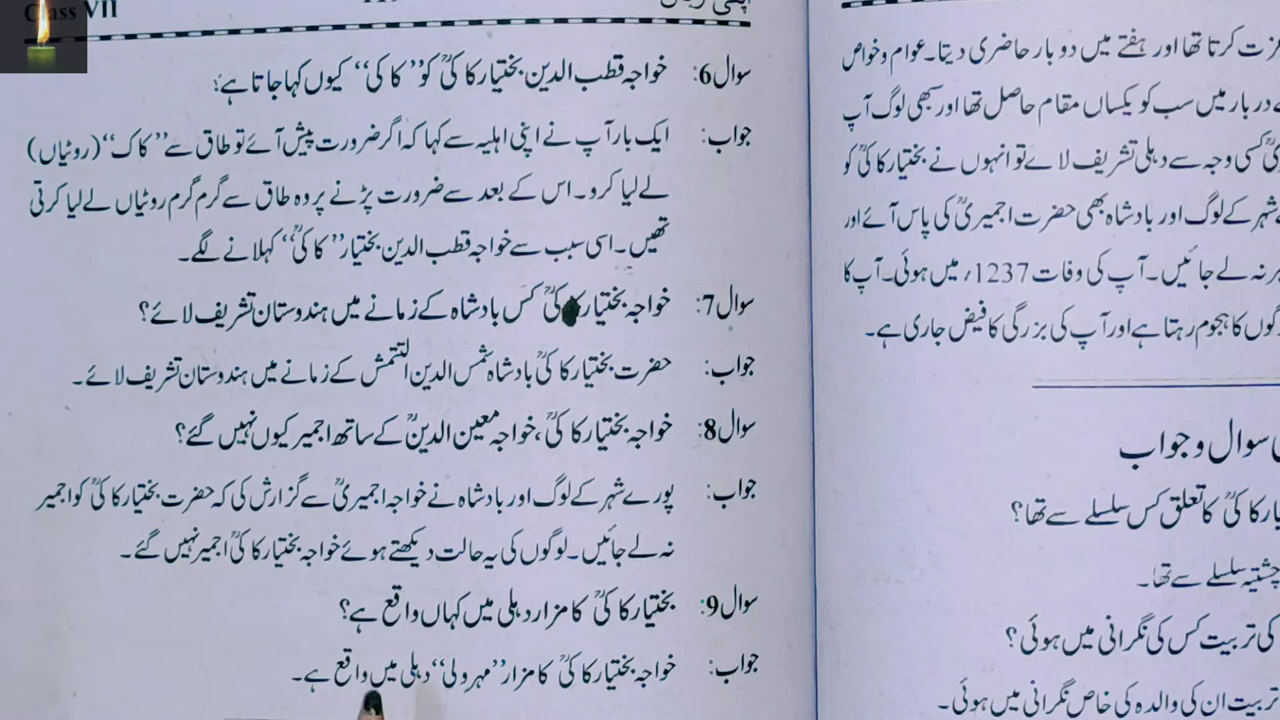 Class VII
اپنی زبان
سوال6: خواجہ قطب الدین بختیار کاکیؒ کو ”کاکی“ کیوں کہا جاتا ہے؟
جواب: ایک بار آپ نے اپنی اہلیہ سے کہا کہ اگر ضرورت پیش آئے تو طاق سے ”کاک“ (روٹیاں)
لے لیا کرو۔ اس کے بعد سے ضرورت پڑنے پر وہ طاق سے گرم گرم روٹیاں لے لیا کرتی
تھیں۔ اسی سبب سے خواجہ قطب الدین بختیار ”کاکیؒ“ کہلانے لگے۔
سوال7: خواجہ بختیار کاکیؒ کس بادشاہ کے زمانے میں ہندوستان تشریف لائے؟
جواب: حضرت بختیار کاکیؒ بادشاہ شمس الدین التتمش کے زمانے میں ہندوستان تشریف لائے۔
سوال8: خواجہ بختیار کاکیؒ، خواجہ معین الدینؒ کے ساتھ اجمیر کیوں نہیں گئے؟
جواب: پورے شہر کے لوگ اور بادشاہ نے خواجہ اجمیریؒ سے گزارش کی کہ حضرت بختیار کاکیؒ کو اجمیر
نہ لے جائیں۔ لوگوں کی یہ حالت دیکھتے ہوئے خواجہ بختیار کاکیؒ اجمیر نہیں گئے۔
سوال9: بختیار کاکیؒ کا مزار دہلی میں کہاں واقع ہے؟
جواب: خواجہ بختیار کاکیؒ کا مزار ”مہرولی“ دہلی میں واقع ہے۔
عزت کرتا تھا اور ہفتے میں دو بار حاضری دیتا۔ عوام و خواص
دربار میں سب کو یکساں مقام حاصل تھا اور سبھی لوگ آپ
کسی وجہ سے دہلی تشریف لائے تو انہوں نے بختیار کاکیؒ کو
شہر کے لوگ اور بادشاہ بھی حضرت اجمیریؒ کی پاس آئے اور
نہ لے جائیں۔ آپ کی وفات 1237ء میں ہوئی۔ آپ کا
لوگوں کا ہجوم رہتا ہے اور آپ کی بزرگی کا فیض جاری ہے۔
سوال و جواب
کاکیؒ کا تعلق کس سلسلے سے تھا؟
چشتیہ سلسلے سے تھا۔
کی تربیت کس کی نگرانی میں ہوئی؟
تربیت ان کی والدہ کی خاص نگرانی میں ہوئی۔